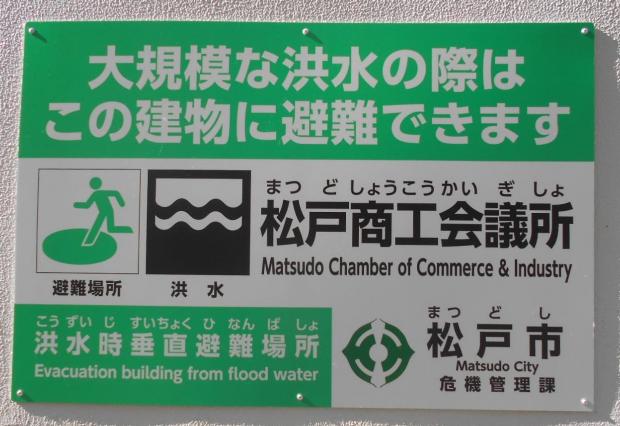 大規模な洪水の際は
この建物に避難できます
まつどしょうこうかいぎしょ
松戸商工会議所
Matsudo Chamber of Commerce & Industry
避難場所
洪水
こうずいじすいちょくひなんばしょ
洪水時垂直避難場所
Evacuation building from flood water
まつどし
松戸市
Matsudo City
危機管理課